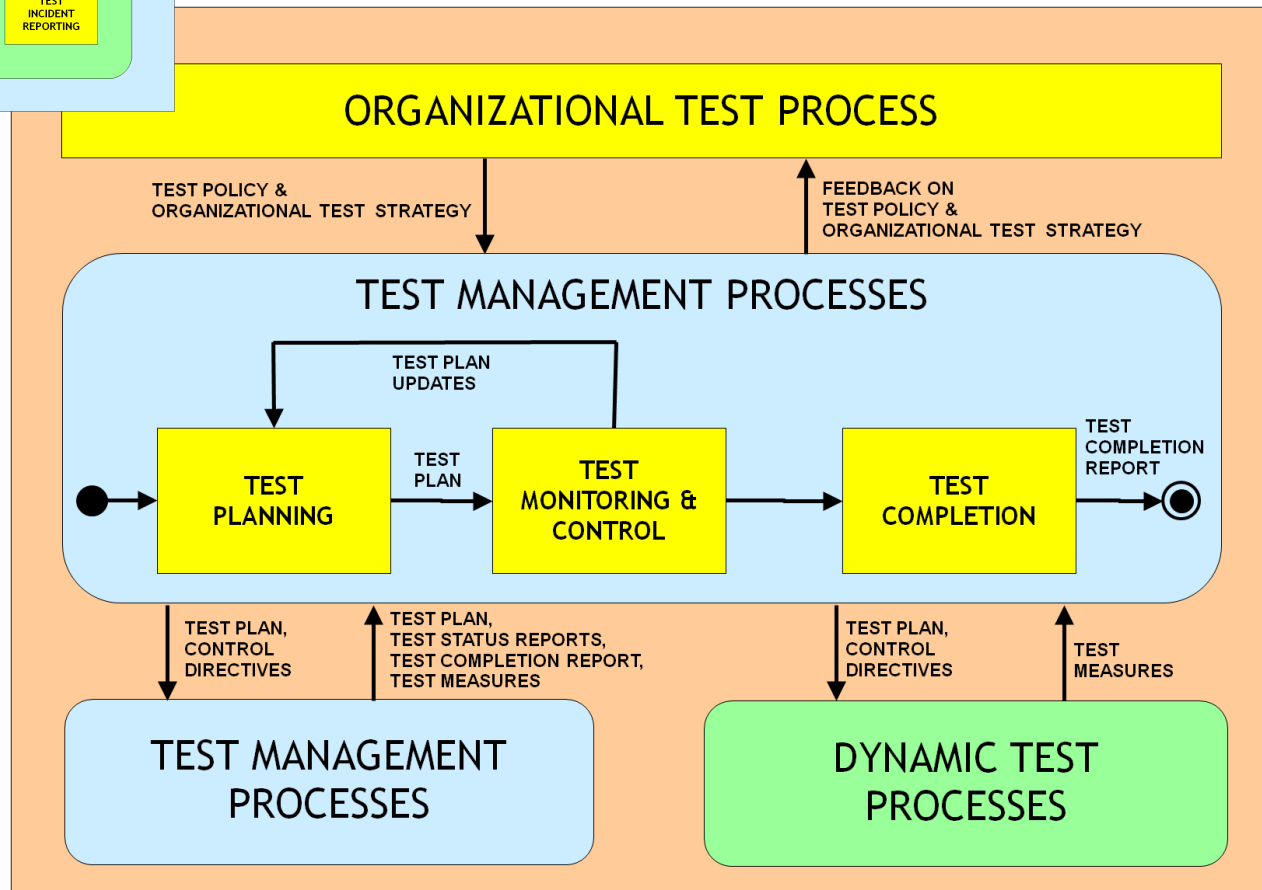 TEST
INCIDENT
REPORTING
ORGANIZATIONAL TEST PROCESS
TEST POLICY &
ORGANIZATIONAL TEST STRATEGY
FEEDBACK ON
TEST POLICY &
ORGANIZATIONAL TEST STRATEGY
TEST MANAGEMENT PROCESSES
TEST PLAN
UPDATES
TEST
PLANNING
TEST
PLAN
TEST
MONITORING &
CONTROL
TEST
COMPLETION
TEST
COMPLETION
REPORT
TEST PLAN,
CONTROL
DIRECTIVES
TEST PLAN,
TEST STATUS REPORTS,
TEST COMPLETION REPORT,
TEST MEASURES
TEST PLAN,
CONTROL
DIRECTIVES
TEST
MEASURES
TEST MANAGEMENT
PROCESSES
DYNAMIC TEST
PROCESSES